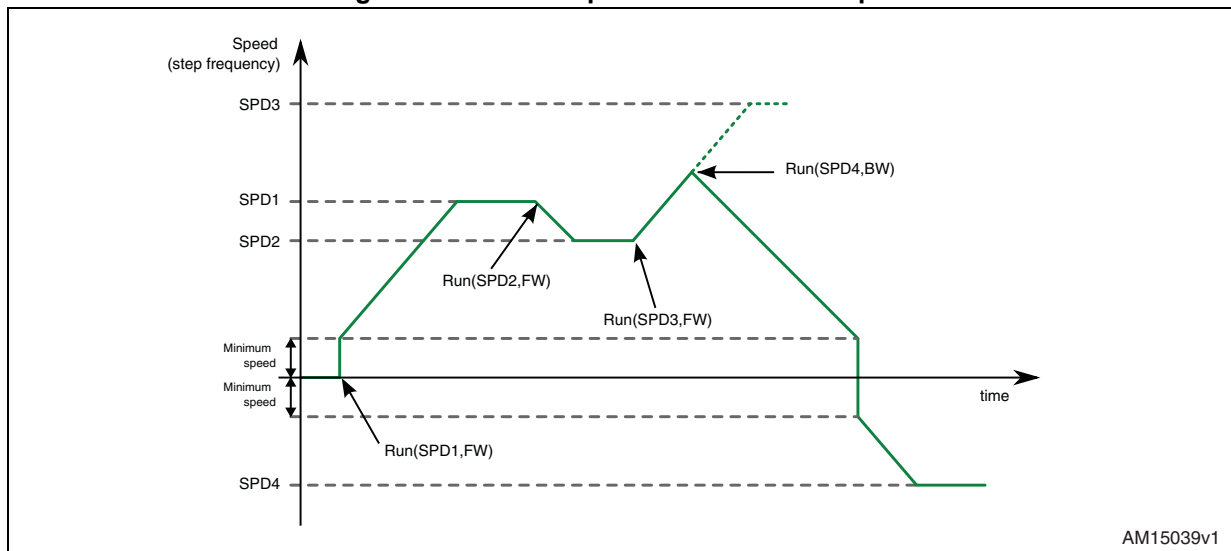 Speed
(step frequency)
SPD3
Run(SPD4,BW)
SPD1
SPD2
Run(SPD2,FW)
Run(SPD3,FW)
Minimum
speed
Minimum
speed
time
Run(SPD1,FW)
SPD4
AM15039v1